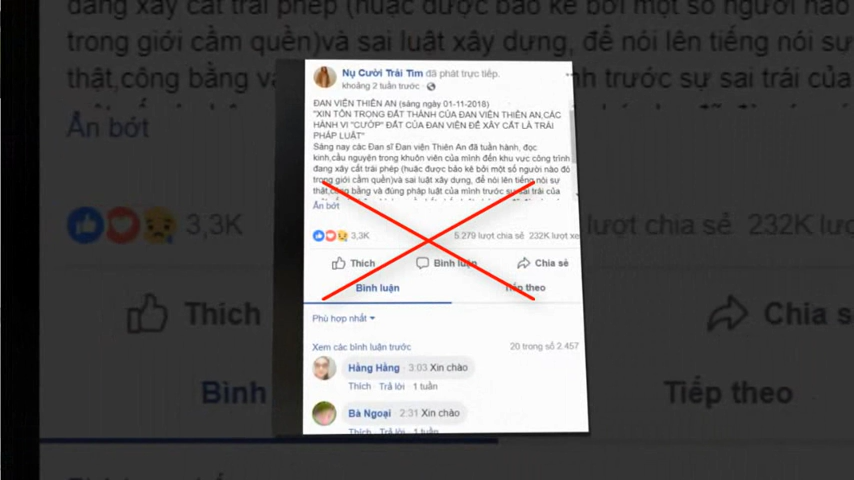 đang xây cất trái phép (hoặc được bảo kê bởi một số người nào
trong giới cầm quền)và sai luật xây dựng, để nói lên tiếng nói sự
thật,công bằng và
h trước sự sai trái của
Ẩn bớt
3,3K
lượt chia sẻ 232K lượ
Thích
Chia s
Bình
Tiếp theo
Nụ Cười Trái Tim đã phát trực tiếp.
khoảng 2 tuần trước
ĐAN VIỆN THIÊN AN (sáng ngày 01-11-2018)
"XIN TÔN TRỌNG ĐẤT THÁNH CỦA ĐAN VIỆN THIÊN AN,CÁC
HÀNH VI "CƯỚP" ĐẤT CỦA ĐAN VIỆN ĐỂ XÂY CẤT LÀ TRÁI
PHÁP LUẬT"
Sáng nay các Đan sĩ Đan viện Thiên An đã tuần hành, đọc
kinh,cầu nguyện trong khuôn viên của mình đến khu vực công trình
đang xây cất trái phép (hoặc được bảo kê bởi một số người nào đó
trong giới cầm quền)và sai luật xây dựng, để nói lên tiếng nói sự
thật,công bằng và đúng pháp luật của mình trước sự sai trái của
Ẩn bớt
3,3K 5.279 lượt chia sẻ 232K lượt xe
Thích Bình luận Chia sẻ
Bình luận Tiếp theo
Phù hợp nhất
Xem các bình luận trước 20 trong số 2.457
Hằng Hằng · 3:03 Xin chào
Thích · Trả lời · 1 tuần
Bà Ngoại · 2:31 Xin chào
Thích · Trả lời · 1 tuần